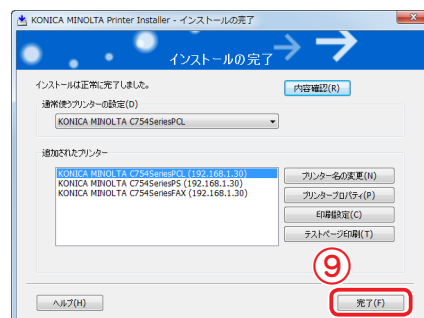 KONICA MINOLTA Printer Installer - インストールの完了
インストールの完了
インストールは正常に完了しました。
内容確認(R)
通常使うプリンターの設定(D)
KONICA MINOLTA C754SeriesPCL
追加されたプリンター
KONICA MINOLTA C754SeriesPCL (192.168.1.30)
KONICA MINOLTA C754SeriesPS (192.168.1.30)
KONICA MINOLTA C754SeriesFAX (192.168.1.30)
プリンター名の変更(N)
プリンタープロパティ(P)
印刷設定(C)
テストページ印刷(T)
⑨
ヘルプ(H)
完了(F)